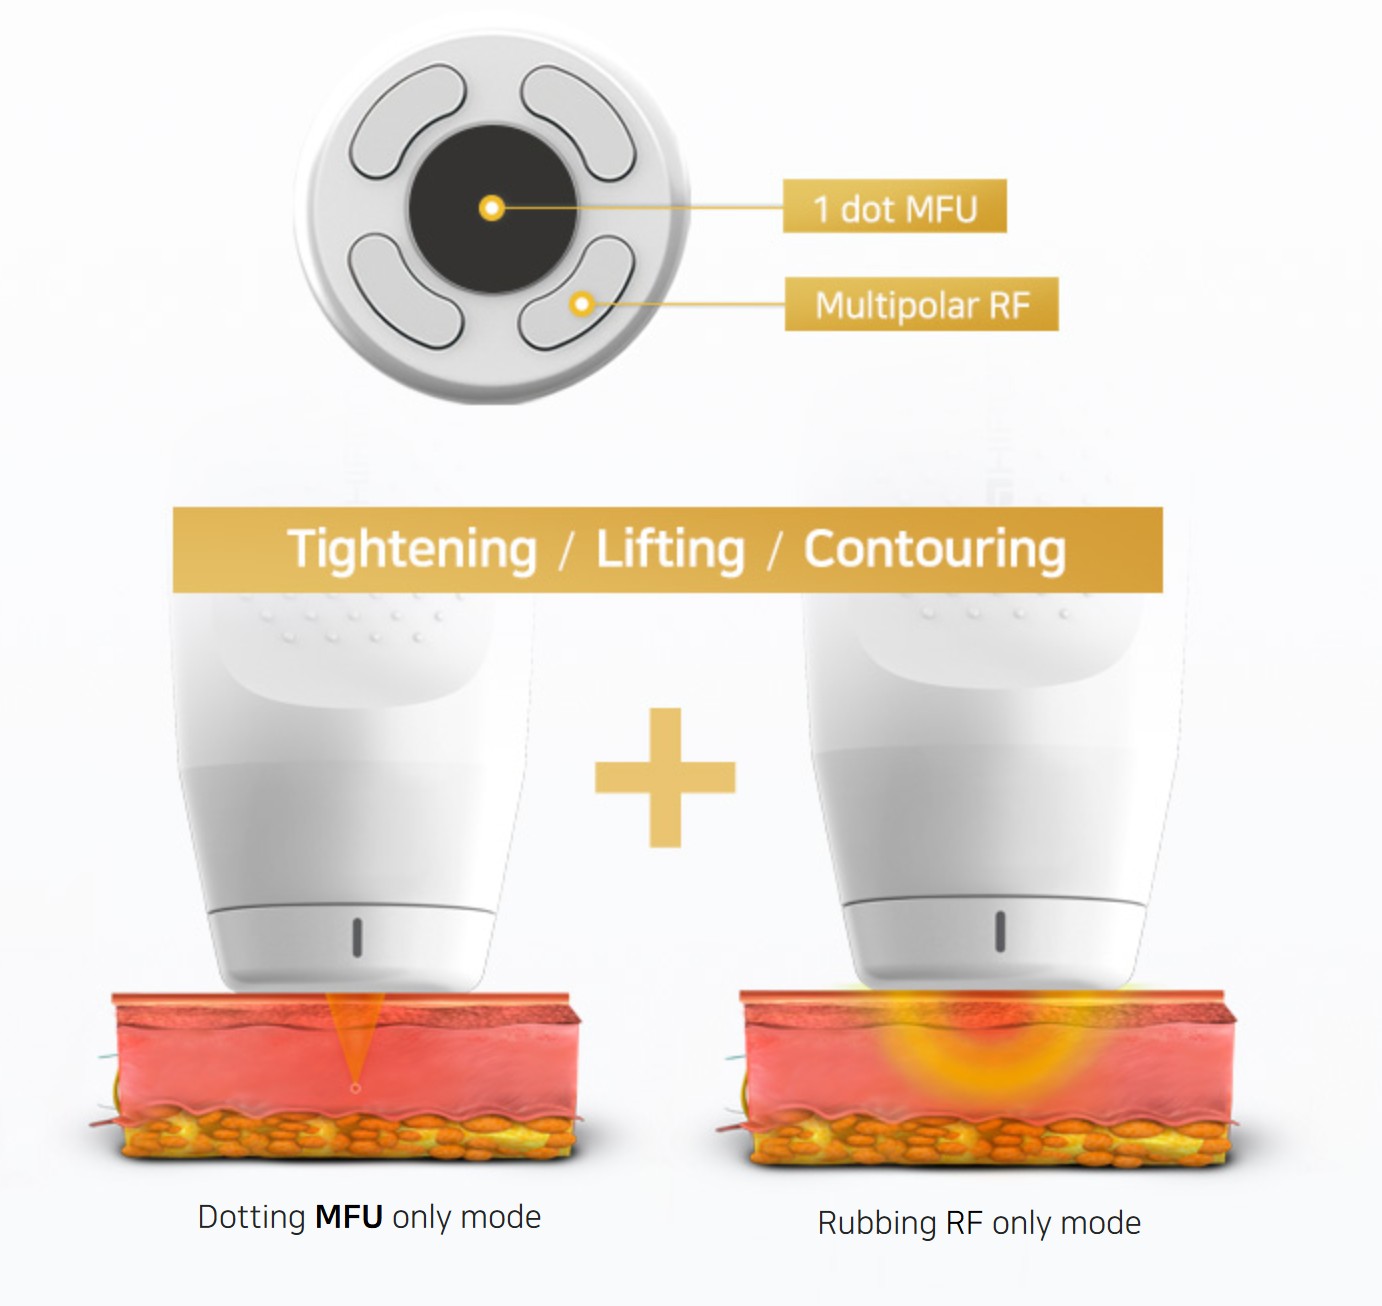 1 dot MFU
Multipolar RF
Tightening / Lifting / Contouring
Dotting MFU only mode
Rubbing RF only mode